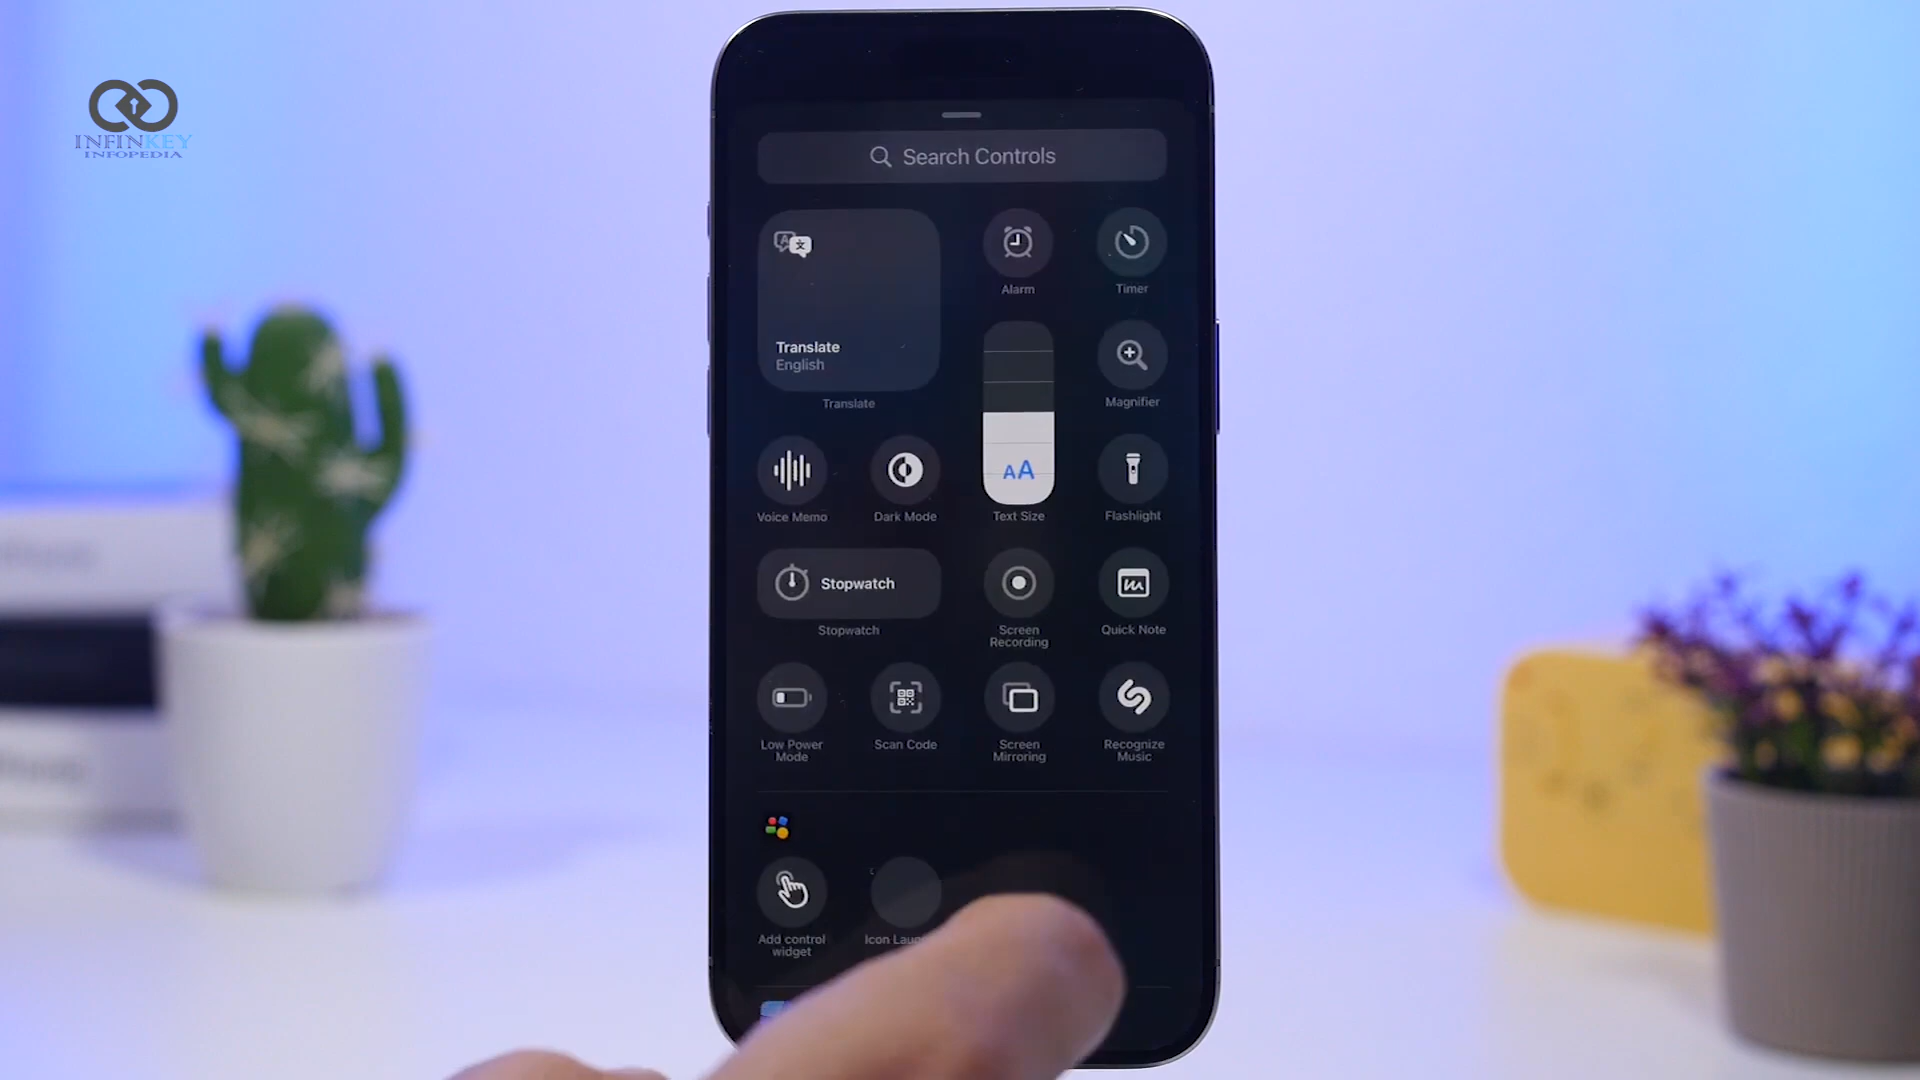 INFINKEY
INFOPEDIA
Search Controls
Alarm
Timer
Translate
English
Translate
Magnifier
AA
Voice Memo
Dark Mode
Text Size
Flashlight
Stopwatch
Stopwatch
Screen
Recording
Quick Note
Low Power
Mode
Scan Code
Screen
Mirroring
Recognize
Music
Add control
widget
Icon